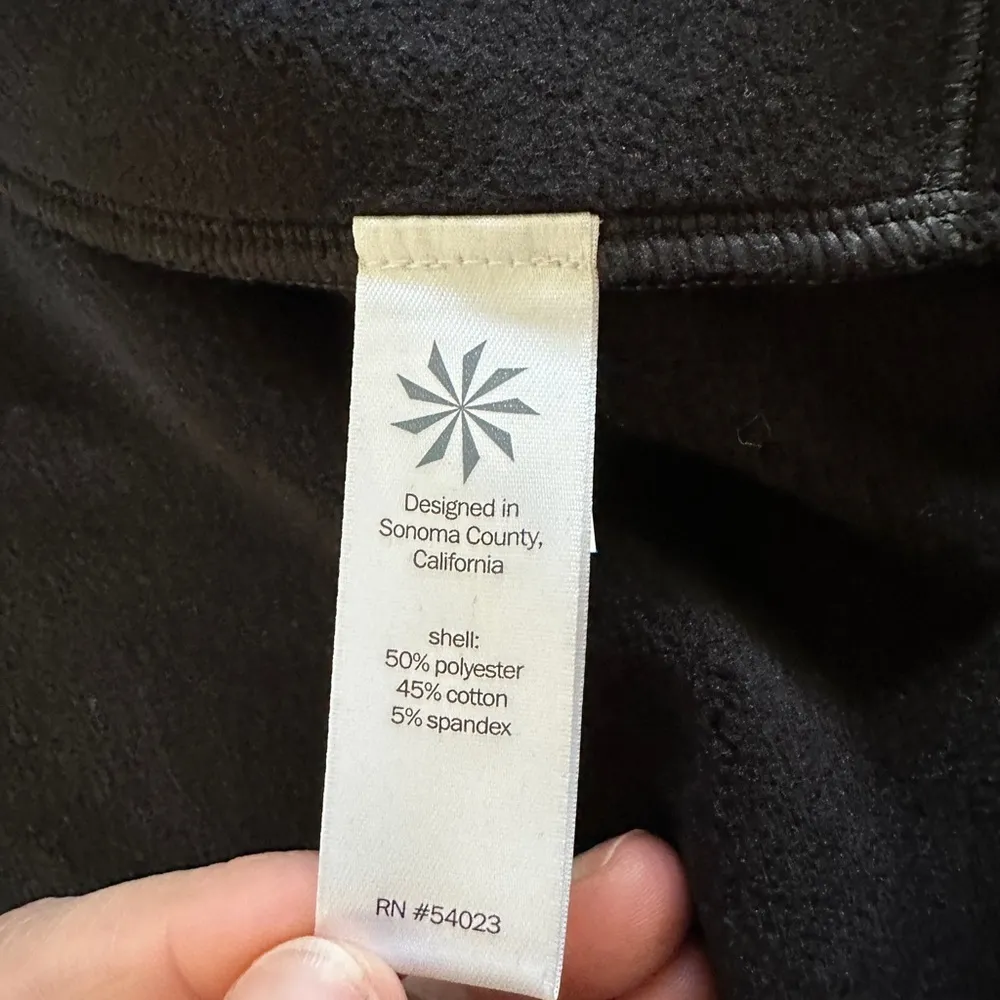 Designed in
Sonoma County,
California
shell:
50% polyester
45% cotton
5% spandex
RN #54023